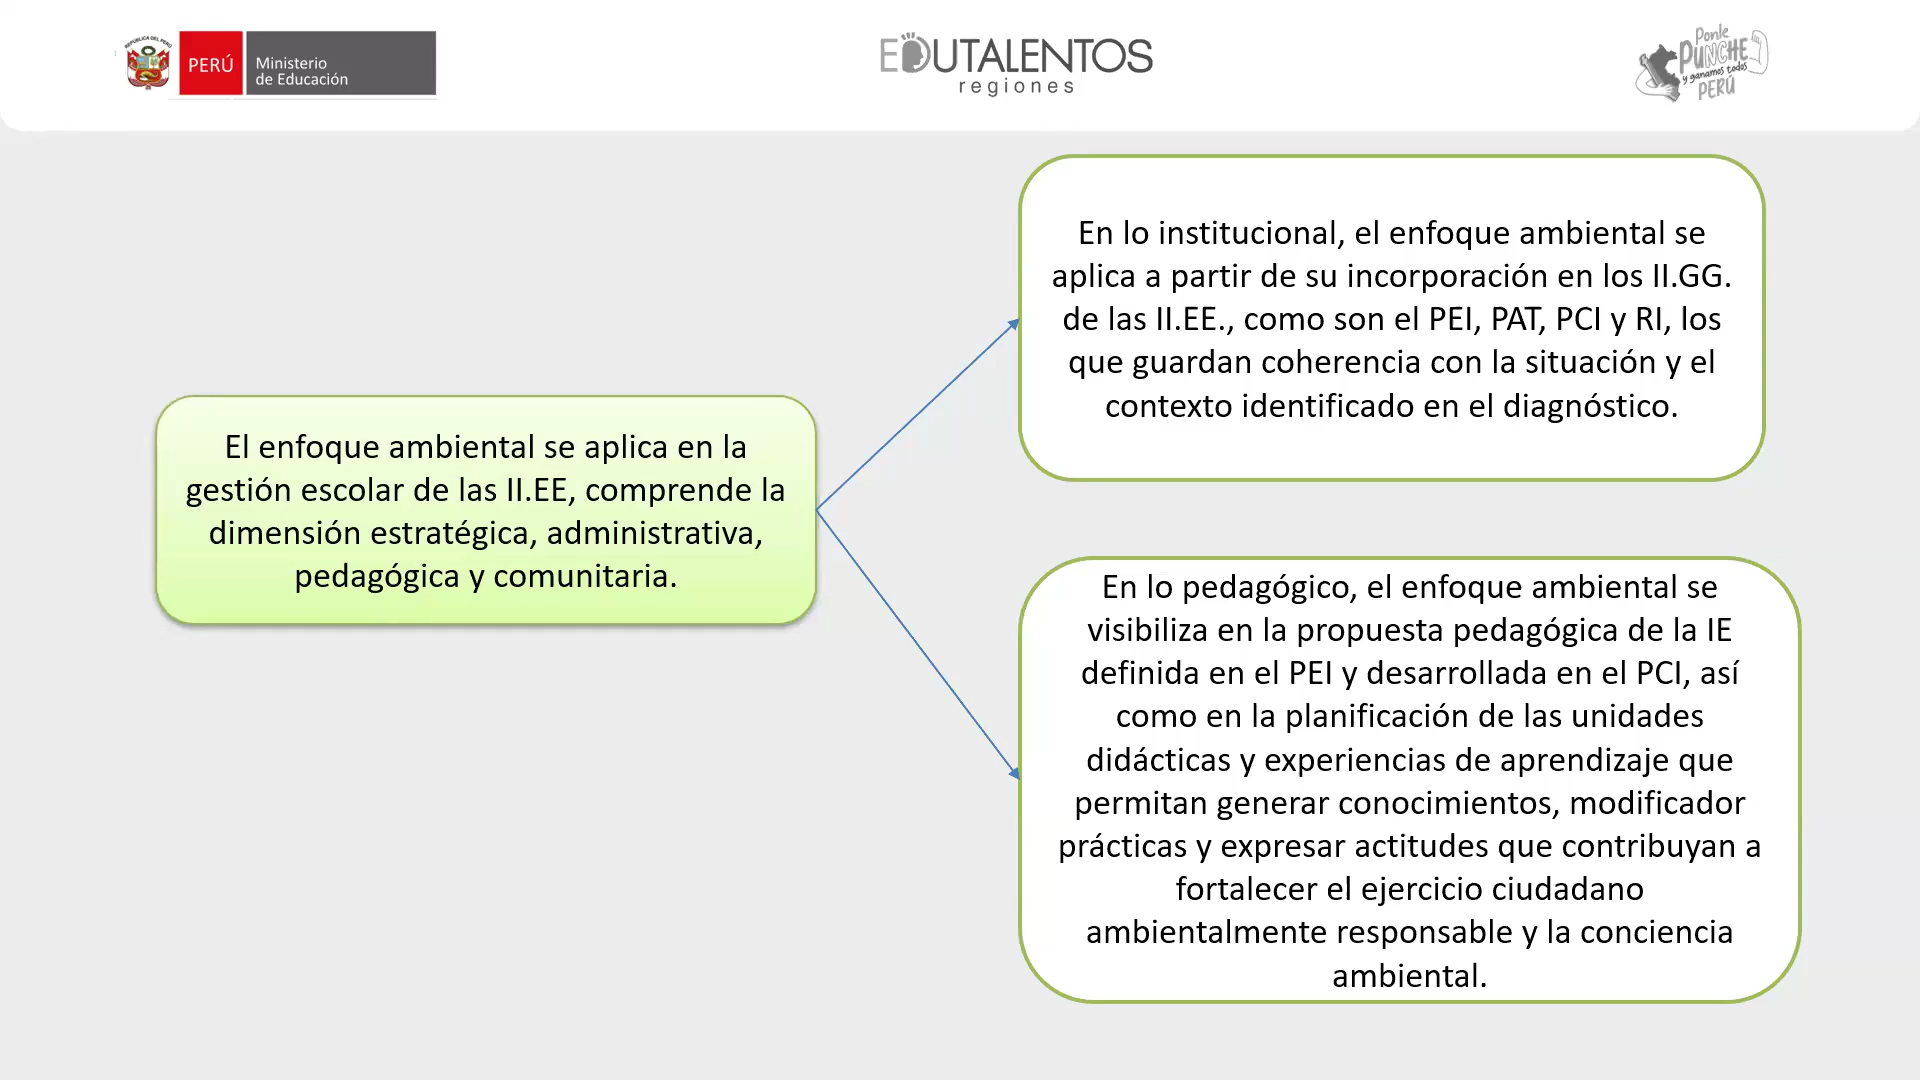 REPÚBLICA DEL PERÚ
PERÚ
Ministerio
de Educación
EDUTALENTOS
regiones
Ponle
PUNCHE
y ganamos todos
PERÚ
El enfoque ambiental se aplica en la
gestión escolar de las II.EE, comprende la
dimensión estratégica, administrativa,
pedagógica y comunitaria.
En lo institucional, el enfoque ambiental se
aplica a partir de su incorporación en los II.GG.
de las II.EE., como son el PEI, PAT, PCI y RI, los
que guardan coherencia con la situación y el
contexto identificado en el diagnóstico.
En lo pedagógico, el enfoque ambiental se
visibiliza en la propuesta pedagógica de la IE
definida en el PEI y desarrollada en el PCI, así
como en la planificación de las unidades
didácticas y experiencias de aprendizaje que
permitan generar conocimientos, modificador
prácticas y expresar actitudes que contribuyan a
fortalecer el ejercicio ciudadano
ambientalmente responsable y la conciencia
ambiental.